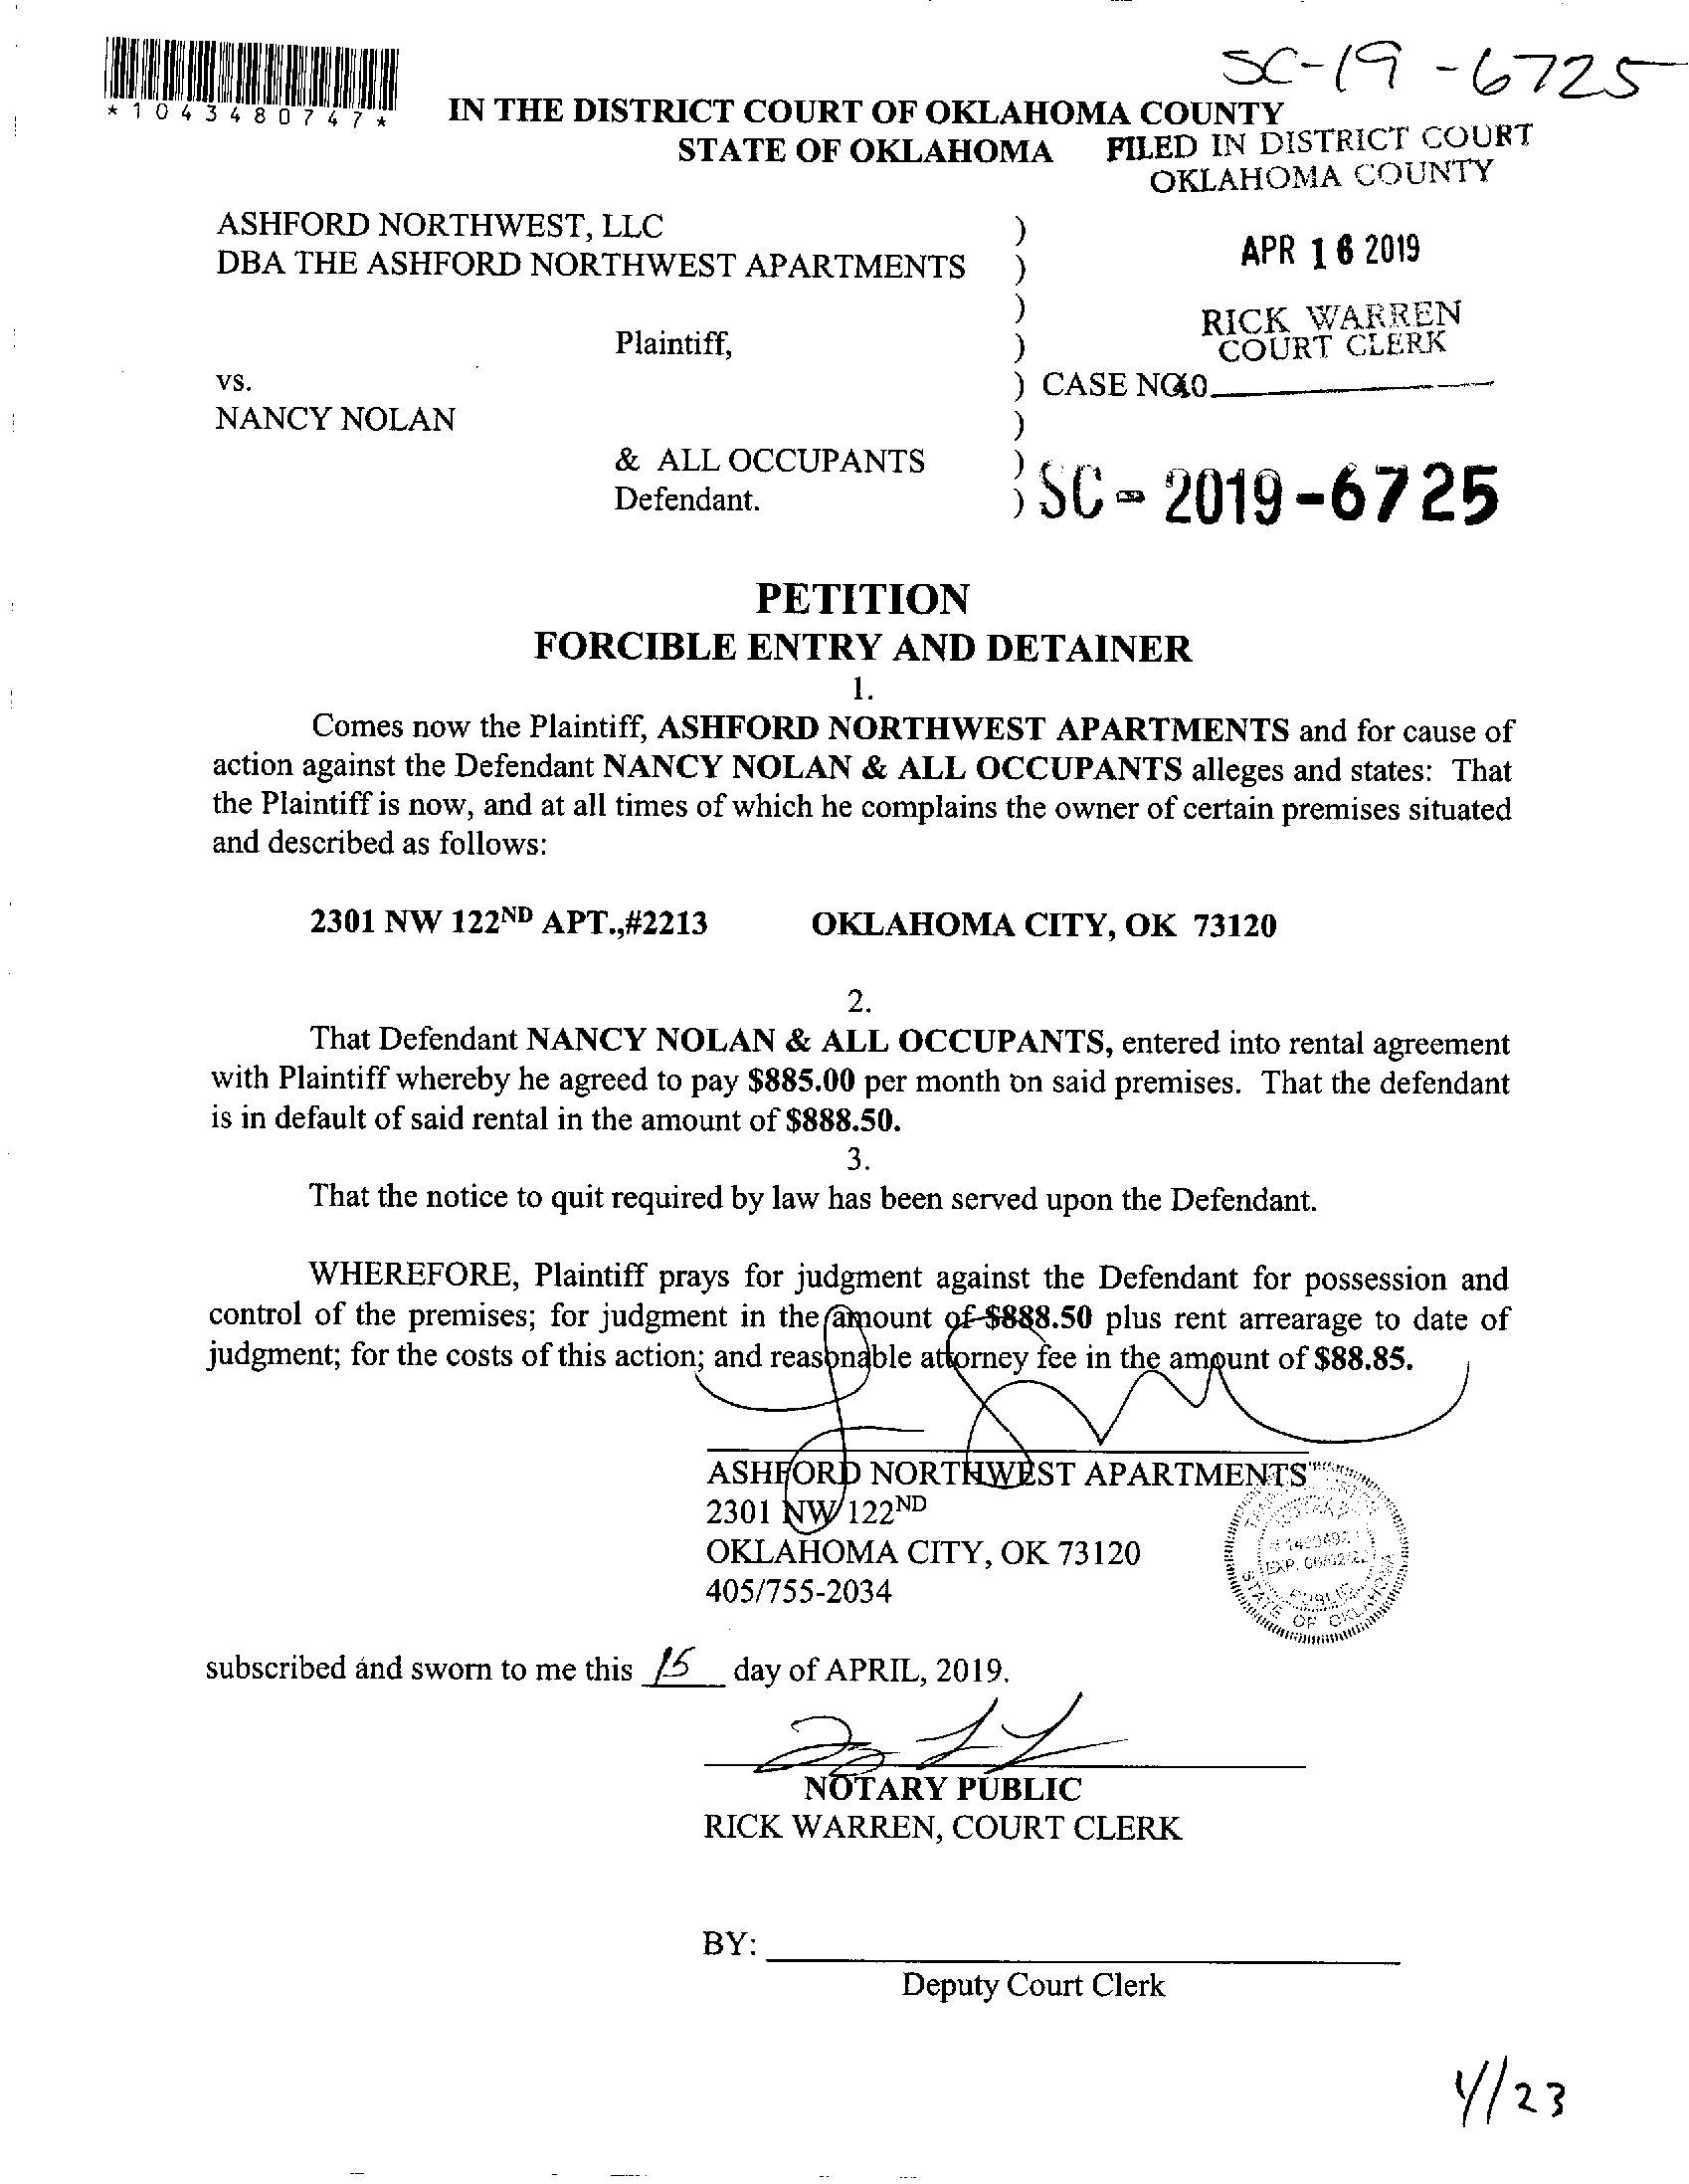 SC-19-6725
*1043480747*
IN THE DISTRICT COURT OF OKLAHOMA COUNTY
STATE OF OKLAHOMA
FILED IN DISTRICT COURT
OKLAHOMA COUNTY
ASHFORD NORTHWEST, LLC )
DBA THE ASHFORD NORTHWEST APARTMENTS )
APR 16 2019
)
RICK WARREN
Plaintiff, )
COURT CLERK
vs. ) CASE NO.
NANCY NOLAN )
& ALL OCCUPANTS )
Defendant. )
SC-2019-6725
PETITION
FORCIBLE ENTRY AND DETAINER
1.
Comes now the Plaintiff, ASHFORD NORTHWEST APARTMENTS and for cause of
action against the Defendant NANCY NOLAN & ALL OCCUPANTS alleges and states: That
the Plaintiff is now, and at all times of which he complains the owner of certain premises situated
and described as follows:
2301 NW 122ND APT.,#2213 OKLAHOMA CITY, OK 73120
2.
That Defendant NANCY NOLAN & ALL OCCUPANTS, entered into rental agreement
with Plaintiff whereby he agreed to pay $885.00 per month on said premises. That the defendant
is in default of said rental in the amount of $888.50.
3.
That the notice to quit required by law has been served upon the Defendant.
WHEREFORE, Plaintiff prays for judgment against the Defendant for possession and
control of the premises; for judgment in the amount of $888.50 plus rent arrearage to date of
judgment; for the costs of this action; and reasonable attorney fee in the amount of $88.85.
ASHFORD NORTHWEST APARTMENTS
2301 NW 122ND
OKLAHOMA CITY, OK 73120
405/755-2034
PUBLIC
STATE OF OKLAHOMA
subscribed and sworn to me this 15 day of APRIL, 2019.
NOTARY PUBLIC
RICK WARREN, COURT CLERK
BY:
Deputy Court Clerk
4/23